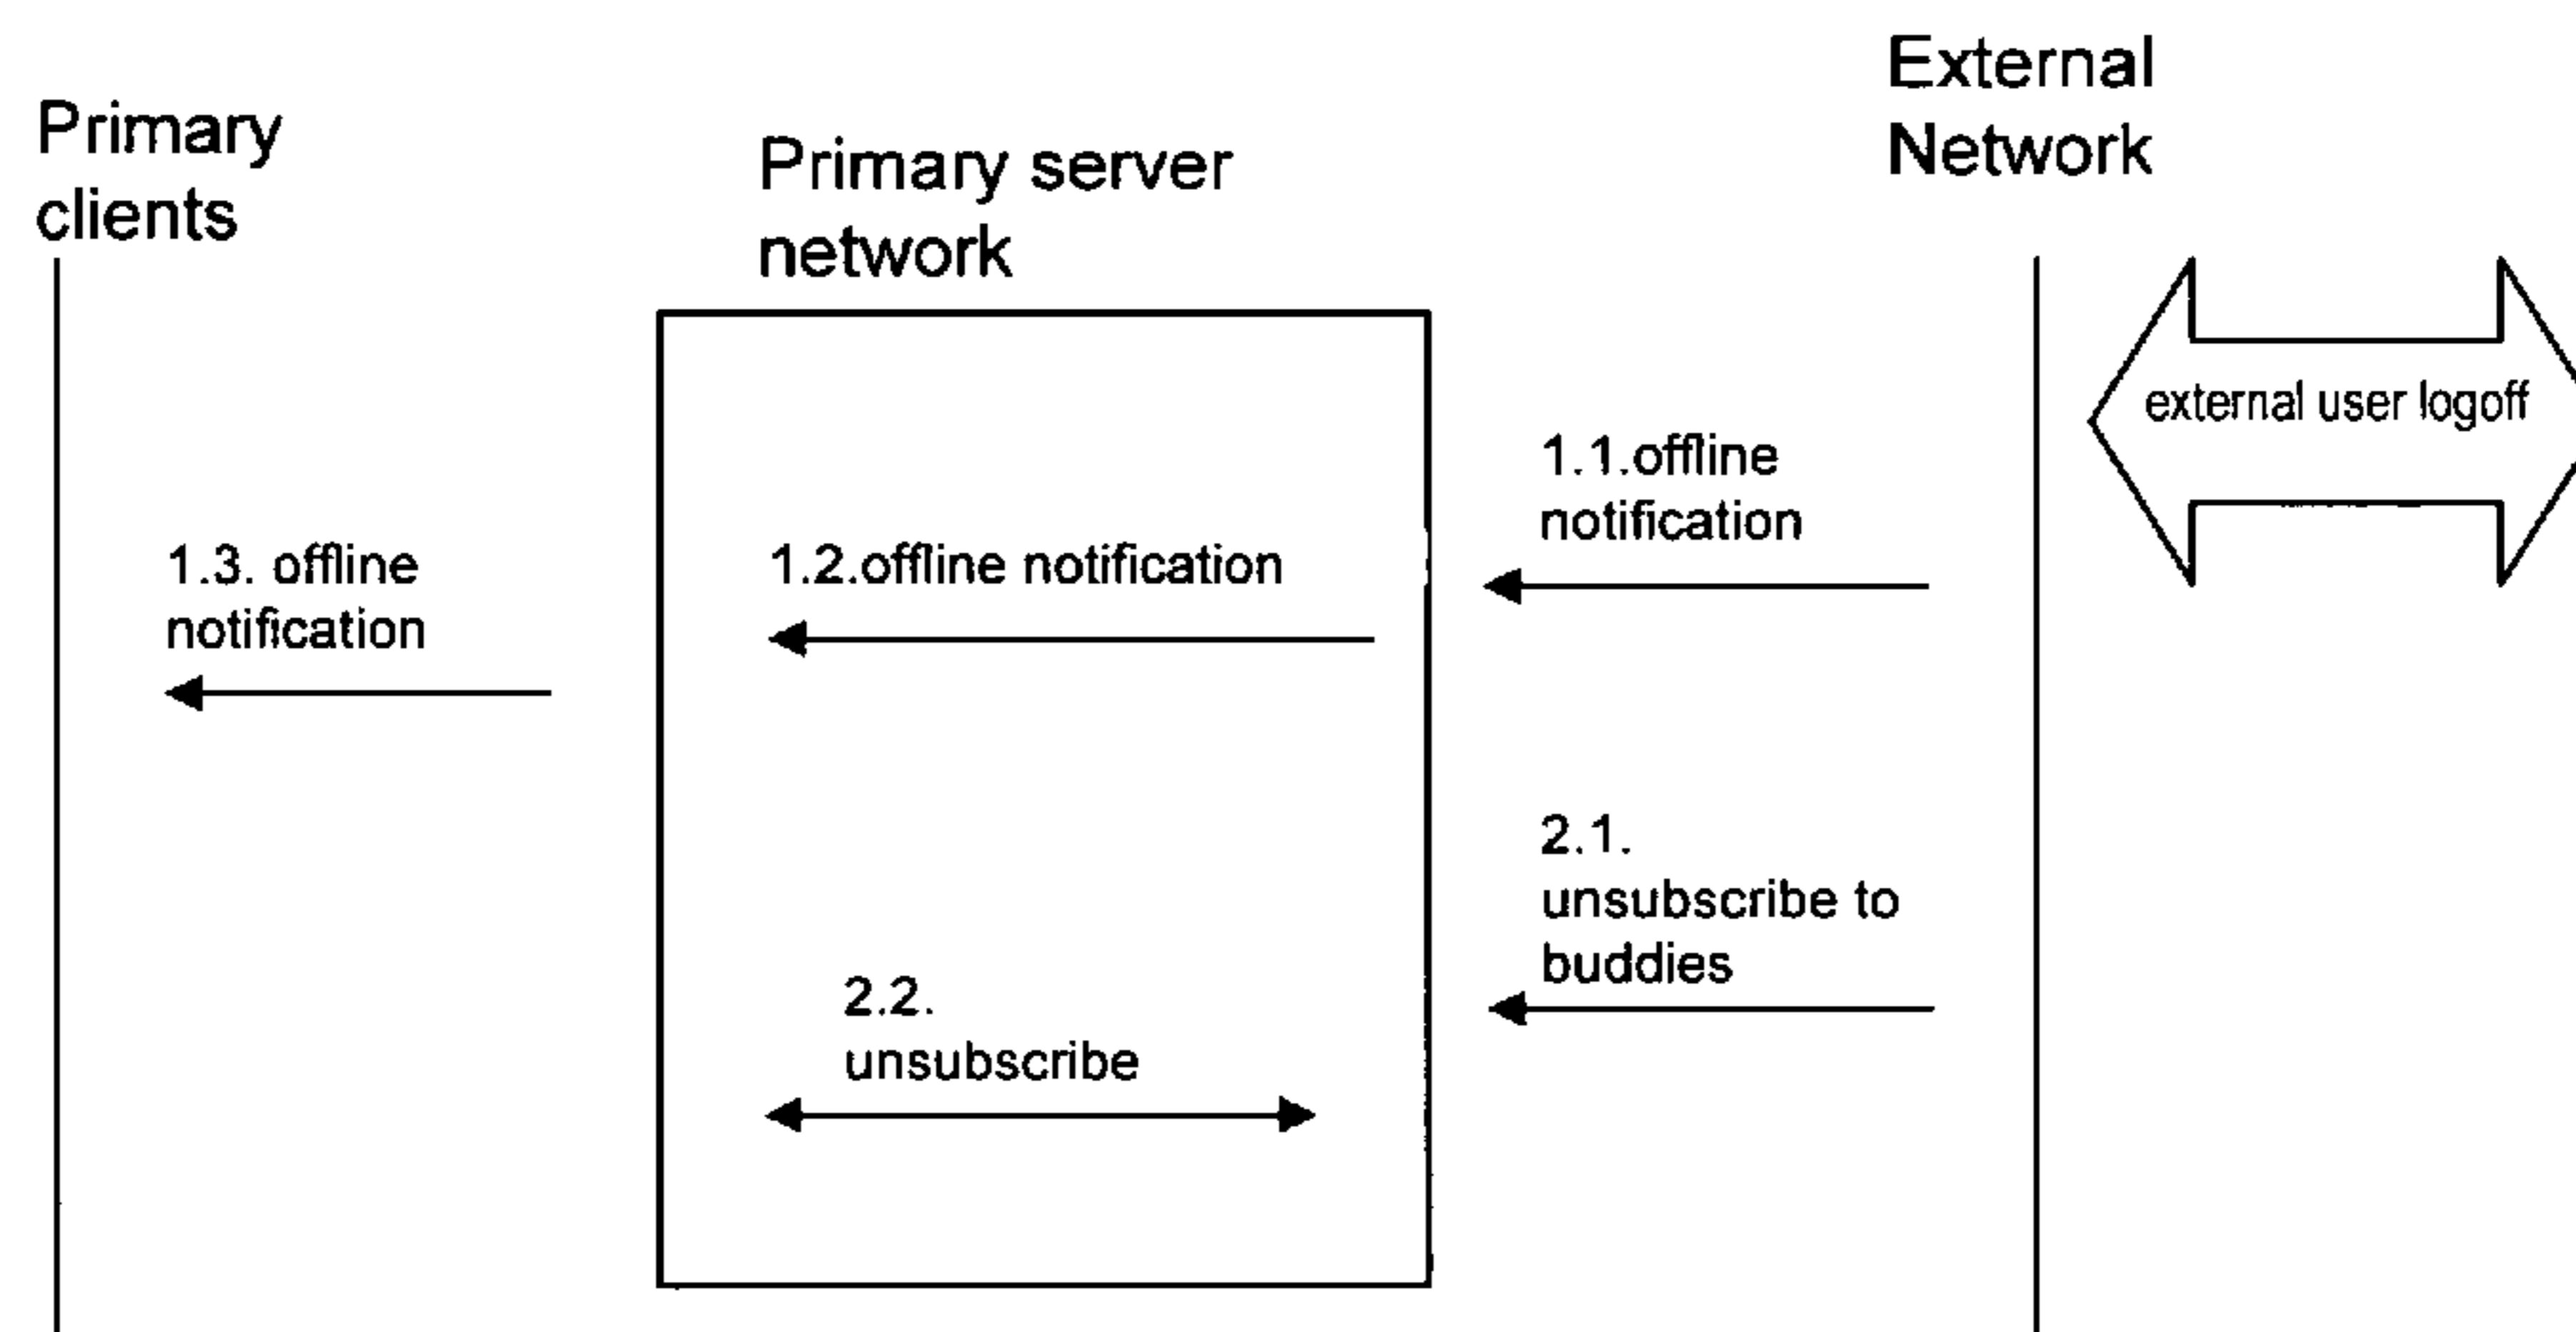 Primary
clients
Primary server
network
External
Network
external user logoff
1.1.offline
notification
1.2.offline notification
1.3. offline
notification
2.1.
unsubscribe to
buddies
2.2.
unsubscribe